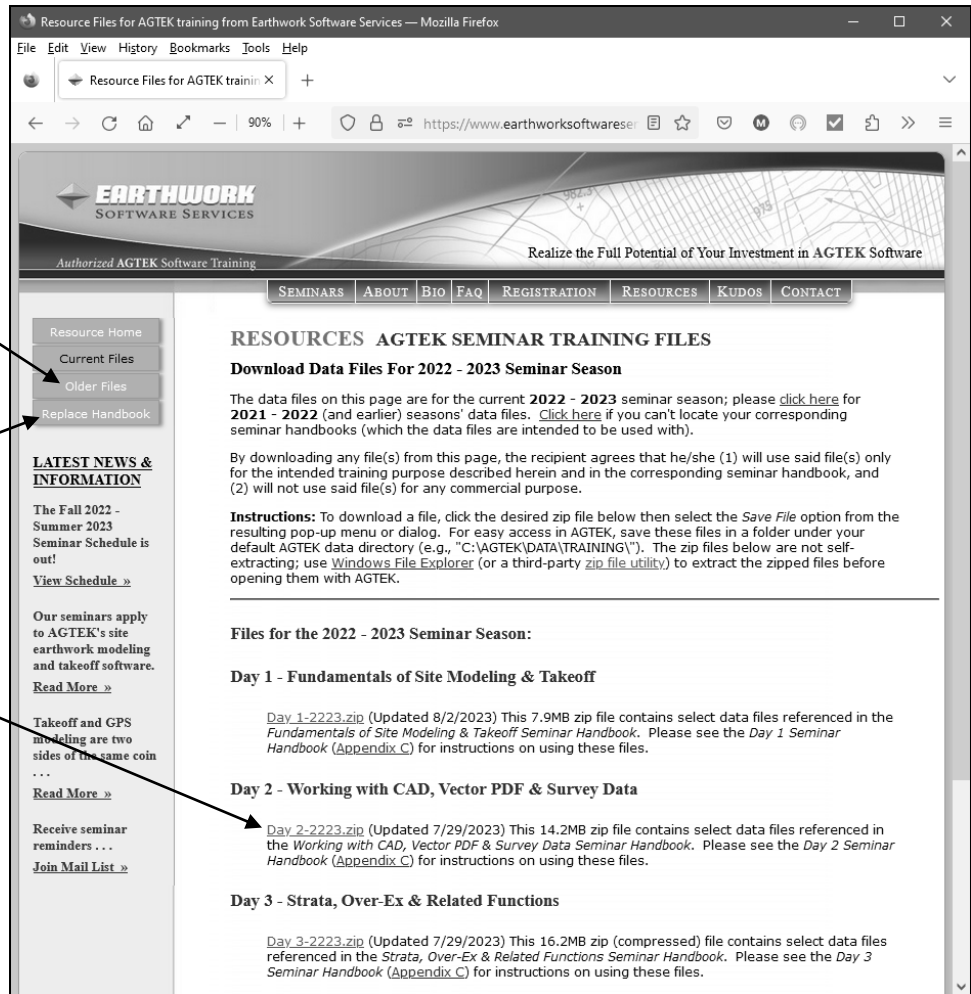 Resource Files for AGTEK training from Earthwork Software Services — Mozilla Firefox
File Edit View History Bookmarks Tools Help
Resource Files for AGTEK trainin
90%
https://www.earthworksoftwareser
982.3
975
EARTHWORK
SOFTWARE SERVICES
Authorized AGTEK Software Training
Realize the Full Potential of Your Investment in AGTEK Software
SEMINARS ABOUT BIO FAQ REGISTRATION RESOURCES KUDOS CONTACT
Resource Home
Current Files
Older Files
Replace Handbook
LATEST NEWS &
INFORMATION
The Fall 2022 -
Summer 2023
Seminar Schedule is
out!
View Schedule »
Our seminars apply
to AGTEK's site
earthwork modeling
and takeoff software.
Read More »
Takeoff and GPS
modeling are two
sides of the same coin
. . .
Read More »
Receive seminar
reminders . . .
Join Mail List »
RESOURCES AGTEK SEMINAR TRAINING FILES
Download Data Files For 2022 - 2023 Seminar Season
The data files on this page are for the current 2022 - 2023 seminar season; please click here for
2021 - 2022 (and earlier) seasons' data files. Click here if you can't locate your corresponding
seminar handbooks (which the data files are intended to be used with).
By downloading any file(s) from this page, the recipient agrees that he/she (1) will use said file(s) only
for the intended training purpose described herein and in the corresponding seminar handbook, and
(2) will not use said file(s) for any commercial purpose.
Instructions: To download a file, click the desired zip file below then select the Save File option from the
resulting pop-up menu or dialog. For easy access in AGTEK, save these files in a folder under your
default AGTEK data directory (e.g., "C:\AGTEK\DATA\TRAINING\"). The zip files below are not self-
extracting; use Windows File Explorer (or a third-party zip file utility) to extract the zipped files before
opening them with AGTEK.
Files for the 2022 - 2023 Seminar Season:
Day 1 - Fundamentals of Site Modeling & Takeoff
Day 1-2223.zip (Updated 8/2/2023) This 7.9MB zip file contains select data files referenced in the
Fundamentals of Site Modeling & Takeoff Seminar Handbook. Please see the Day 1 Seminar
Handbook (Appendix C) for instructions on using these files.
Day 2 - Working with CAD, Vector PDF & Survey Data
Day 2-2223.zip (Updated 7/29/2023) This 14.2MB zip file contains select data files referenced in
the Working with CAD, Vector PDF & Survey Data Seminar Handbook. Please see the Day 2 Seminar
Handbook (Appendix C) for instructions on using these files.
Day 3 - Strata, Over-Ex & Related Functions
Day 3-2223.zip (Updated 7/29/2023) This 16.2MB zip (compressed) file contains select data files
referenced in the Strata, Over-Ex & Related Functions Seminar Handbook. Please see the Day 3
Seminar Handbook (Appendix C) for instructions on using these files.